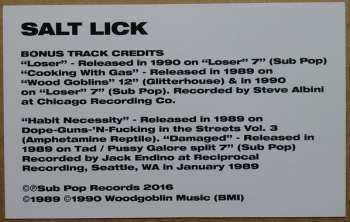 SALT LICK
BONUS TRACK CREDITS
“Loser” - Released in 1990 on “Loser” 7” (Sub Pop)
“Cooking With Gas” - Released in 1989 on
“Wood Goblins” 12” (Glitterhouse) & in 1990
on “Loser” 7” (Sub Pop). Recorded by Steve Albini
at Chicago Recording Co.
“Habit Necessity” - Released in 1989 on
Dope-Guns-’N-Fucking in the Streets Vol. 3
(Amphetamine Reptile). “Damaged” - Released in
1989 on Tad / Pussy Galore split 7” (Sub Pop)
Recorded by Jack Endino at Reciprocal
Recording, Seattle, WA in January 1989
©℗Sub Pop Records 2016
©1989 ©1990 Woodgoblin Music (BMI)